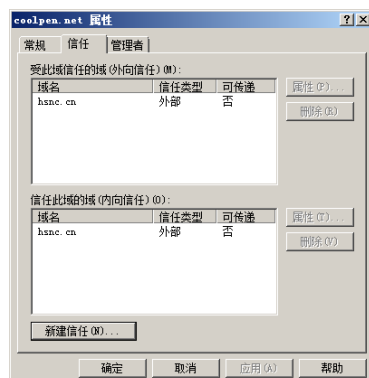 coolpen.net 属性
常规 信任 管理者
受此域信任的域(外向信任)(M):
域名 信任类型 可传递
hsnc.cn 外部 否
属性(P)...
删除(R)
信任此域的域(内向信任)(O):
域名 信任类型 可传递
hsnc.cn 外部 否
属性(T)...
删除(V)
新建信任(N)...
确定 取消 应用(A) 帮助